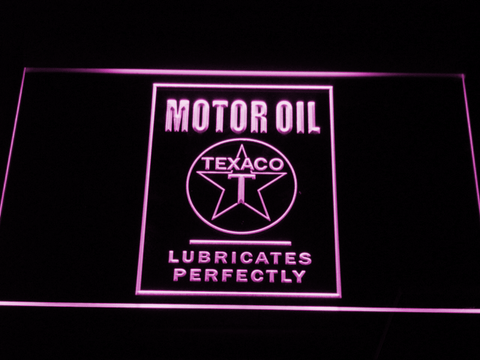 MOTOR OIL
TEXACO
T
LUBRICATES
PERFECTLY